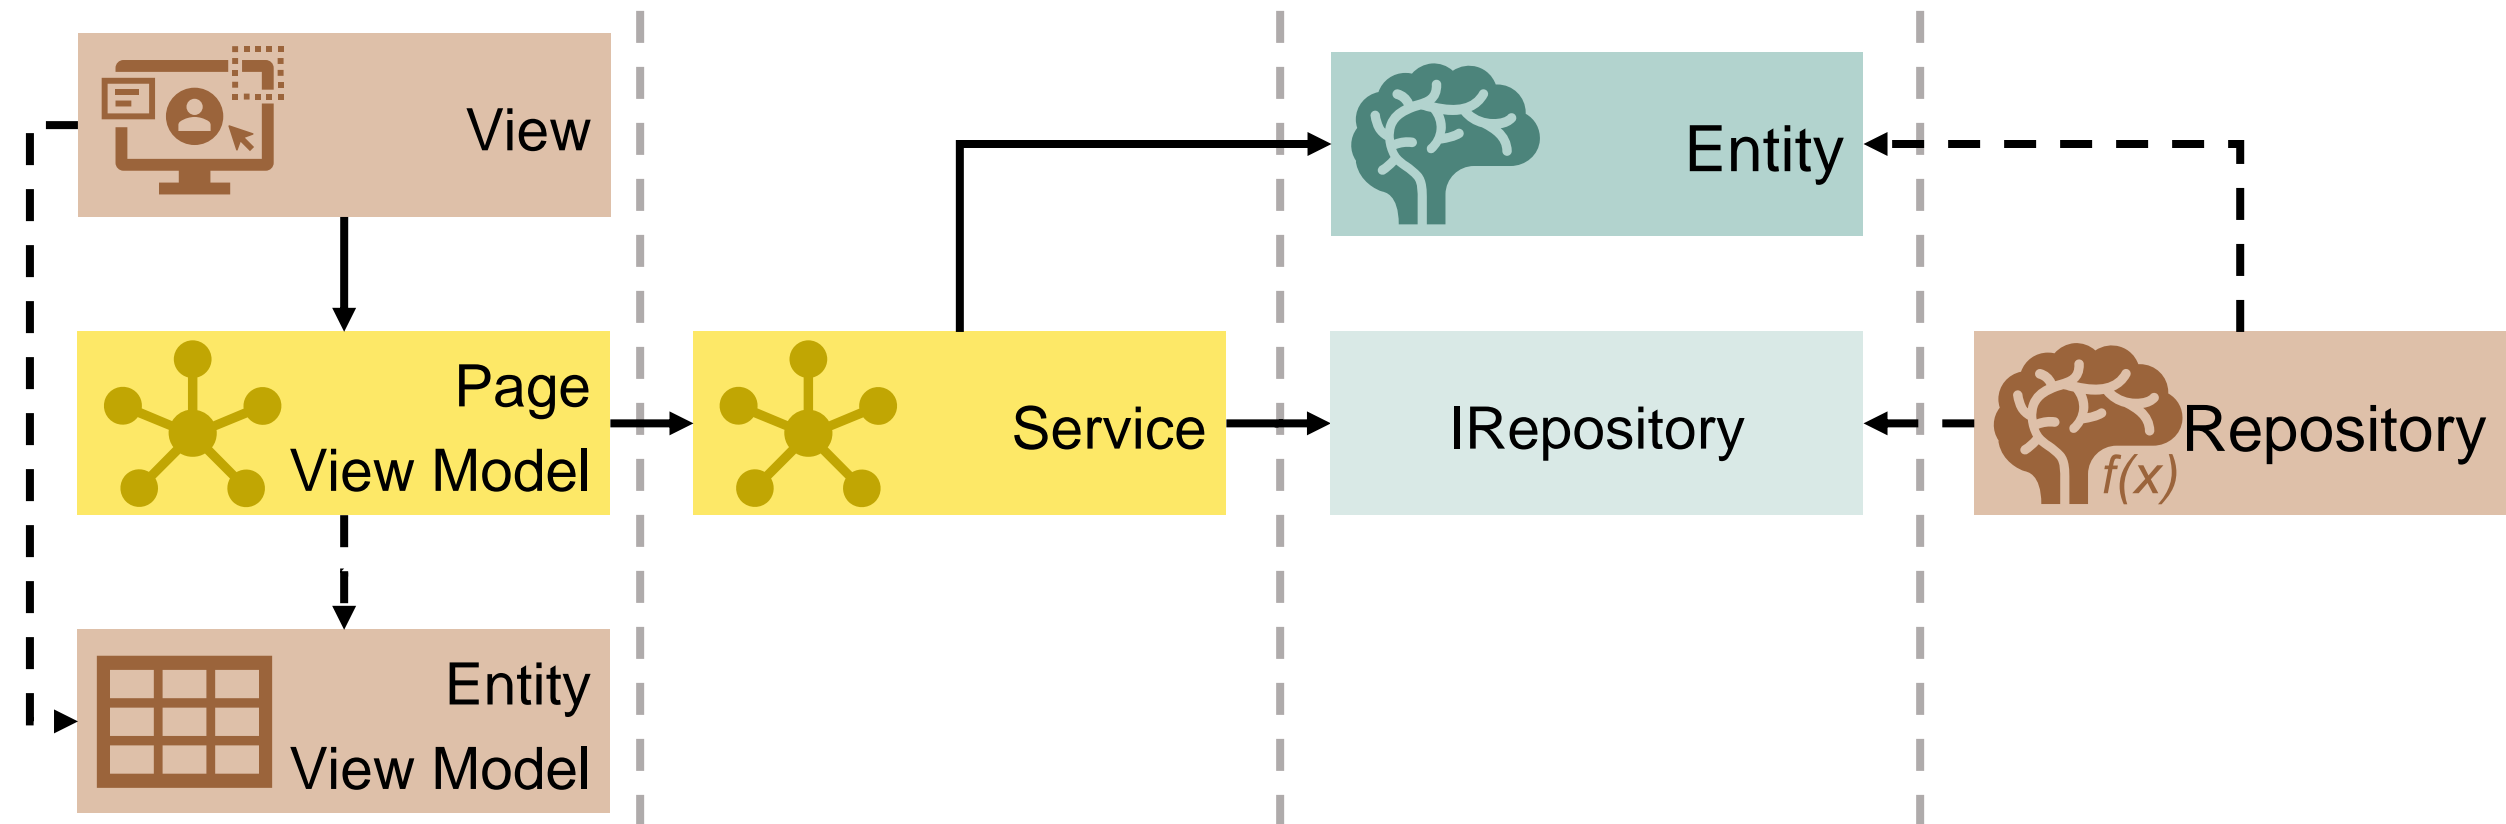 View
Entity
Page
View Model
Service
IRepository
Repository
f(x)
Entity
View Model